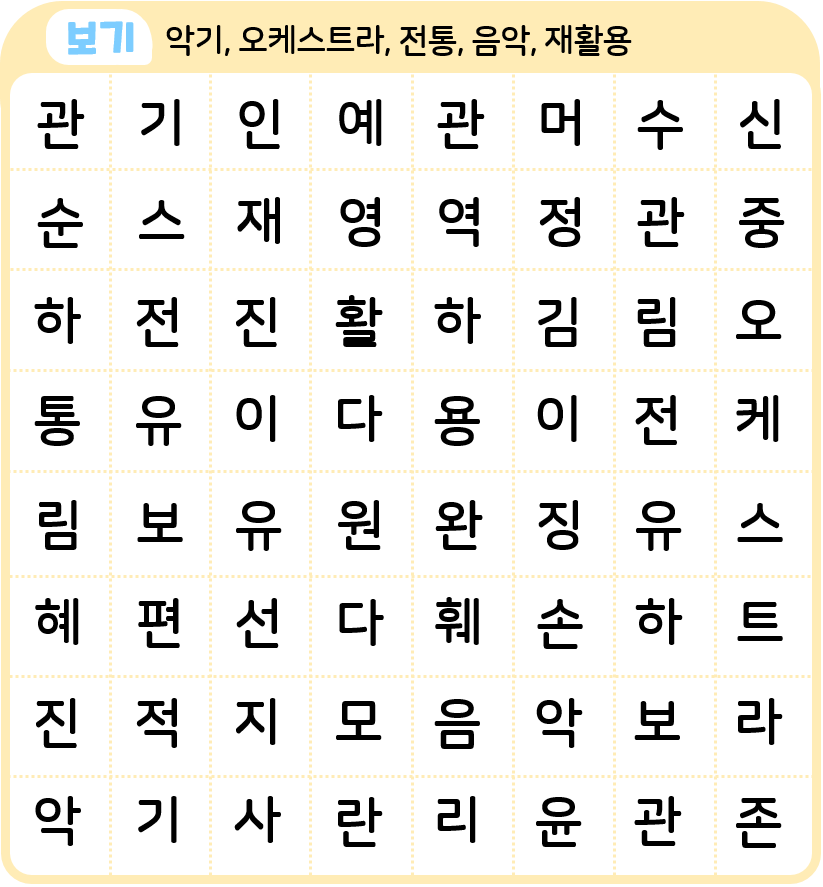 보기 악기, 오케스트라, 전통, 음악, 재활용
관 기 인 예 관 머 수 신
순 스 재 영 역 정 관 중
하 전 진 활 하 김 림 오
통 유 이 다 용 이 전 케
림 보 유 원 완 징 유 스
혜 편 선 다 훼 손 하 트
진 적 지 모 음 악 보 라
악 기 사 란 리 윤 관 존